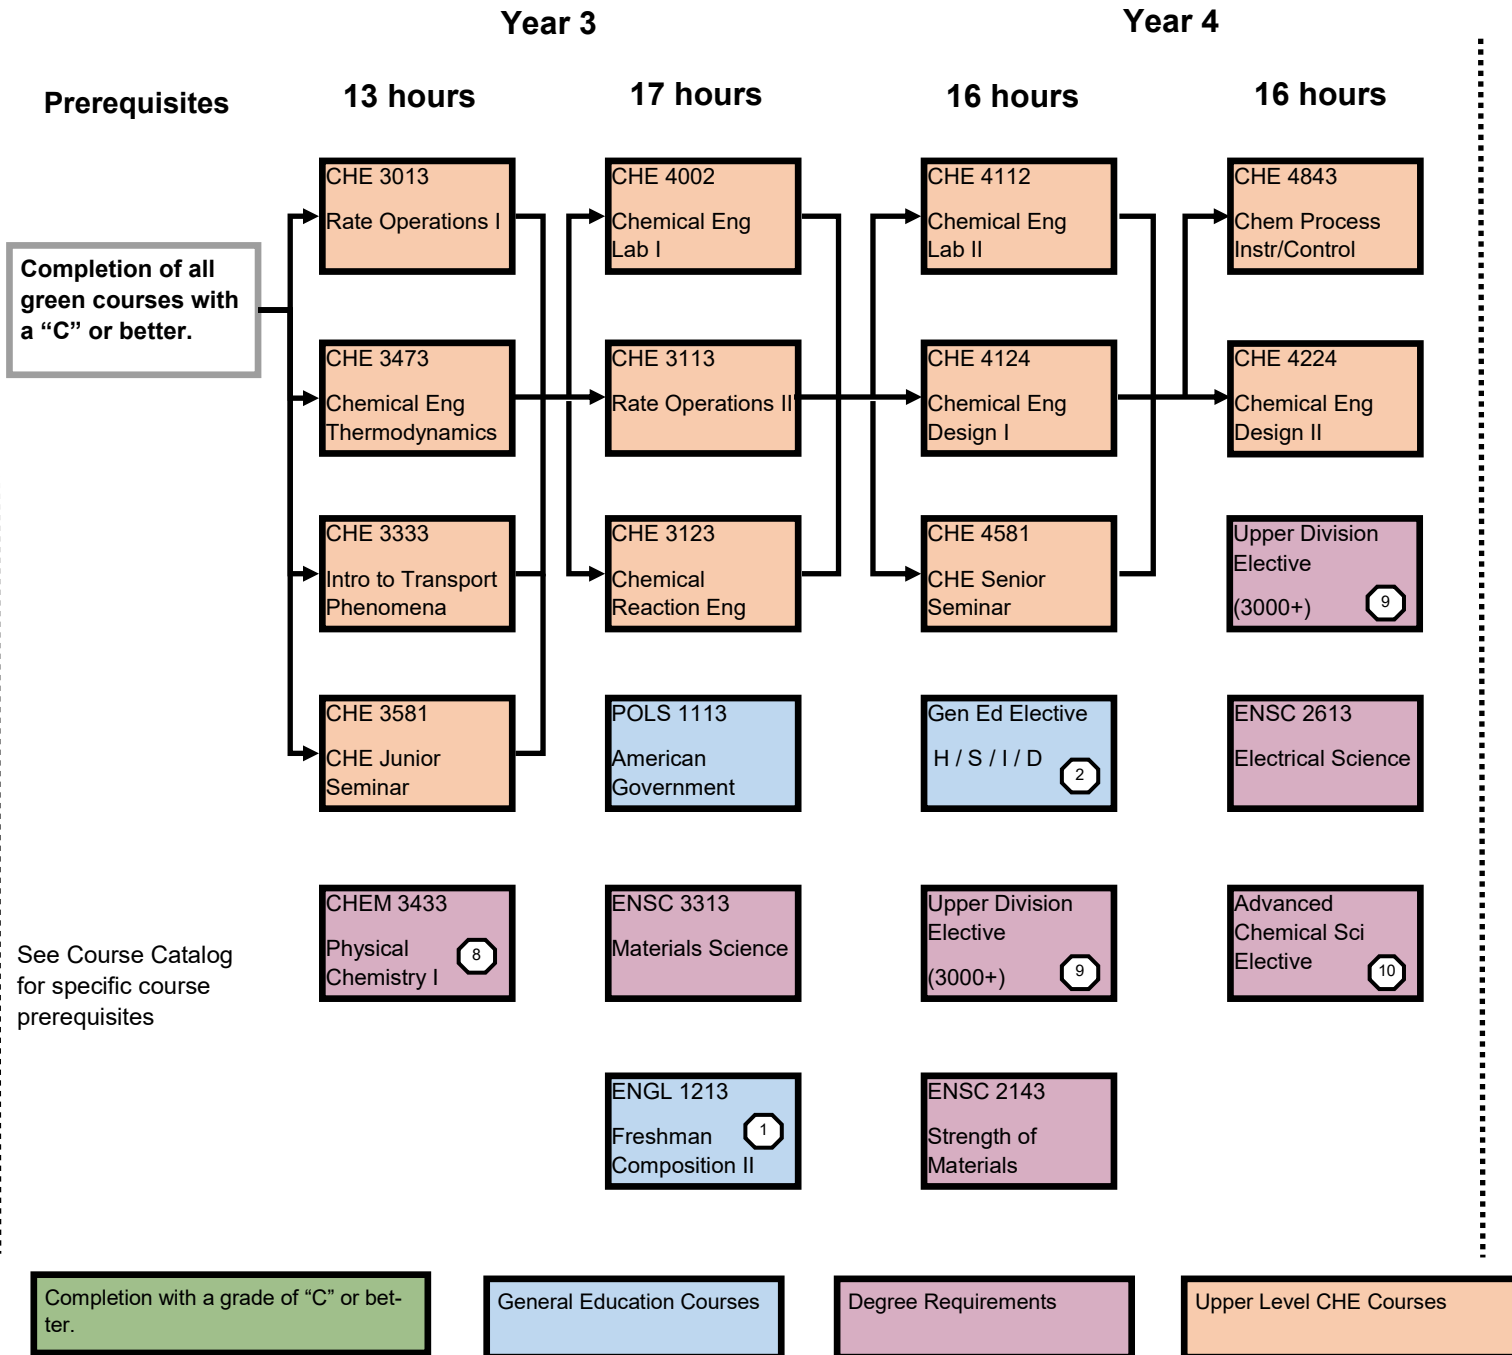 Year 3
Year 4
Prerequisites
13 hours
17 hours
16 hours
16 hours
Completion of all
green courses with
a “C” or better.
CHE 3013
Rate Operations I
CHE 4002
Chemical Eng
Lab I
CHE 4112
Chemical Eng
Lab II
CHE 4843
Chem Process
Instr/Control
CHE 3473
Chemical Eng
Thermodynamics
CHE 3113
Rate Operations II
CHE 4124
Chemical Eng
Design I
CHE 4224
Chemical Eng
Design II
CHE 3333
Intro to Transport
Phenomena
CHE 3123
Chemical
Reaction Eng
CHE 4581
CHE Senior
Seminar
Upper Division
Elective
(3000+) 9
CHE 3581
CHE Junior
Seminar
POLS 1113
American
Government
Gen Ed Elective
H / S / I / D
2
ENSC 2613
Electrical Science
See Course Catalog
for specific course
prerequisites
CHEM 3433
Physical
Chemistry I
8
ENSC 3313
Materials Science
Upper Division
Elective
(3000+) 9
Advanced
Chemical Sci
Elective
10
ENGL 1213
Freshman
Composition II
1
ENSC 2143
Strength of
Materials
Completion with a grade of “C” or bet-
ter.
General Education Courses
Degree Requirements
Upper Level CHE Courses